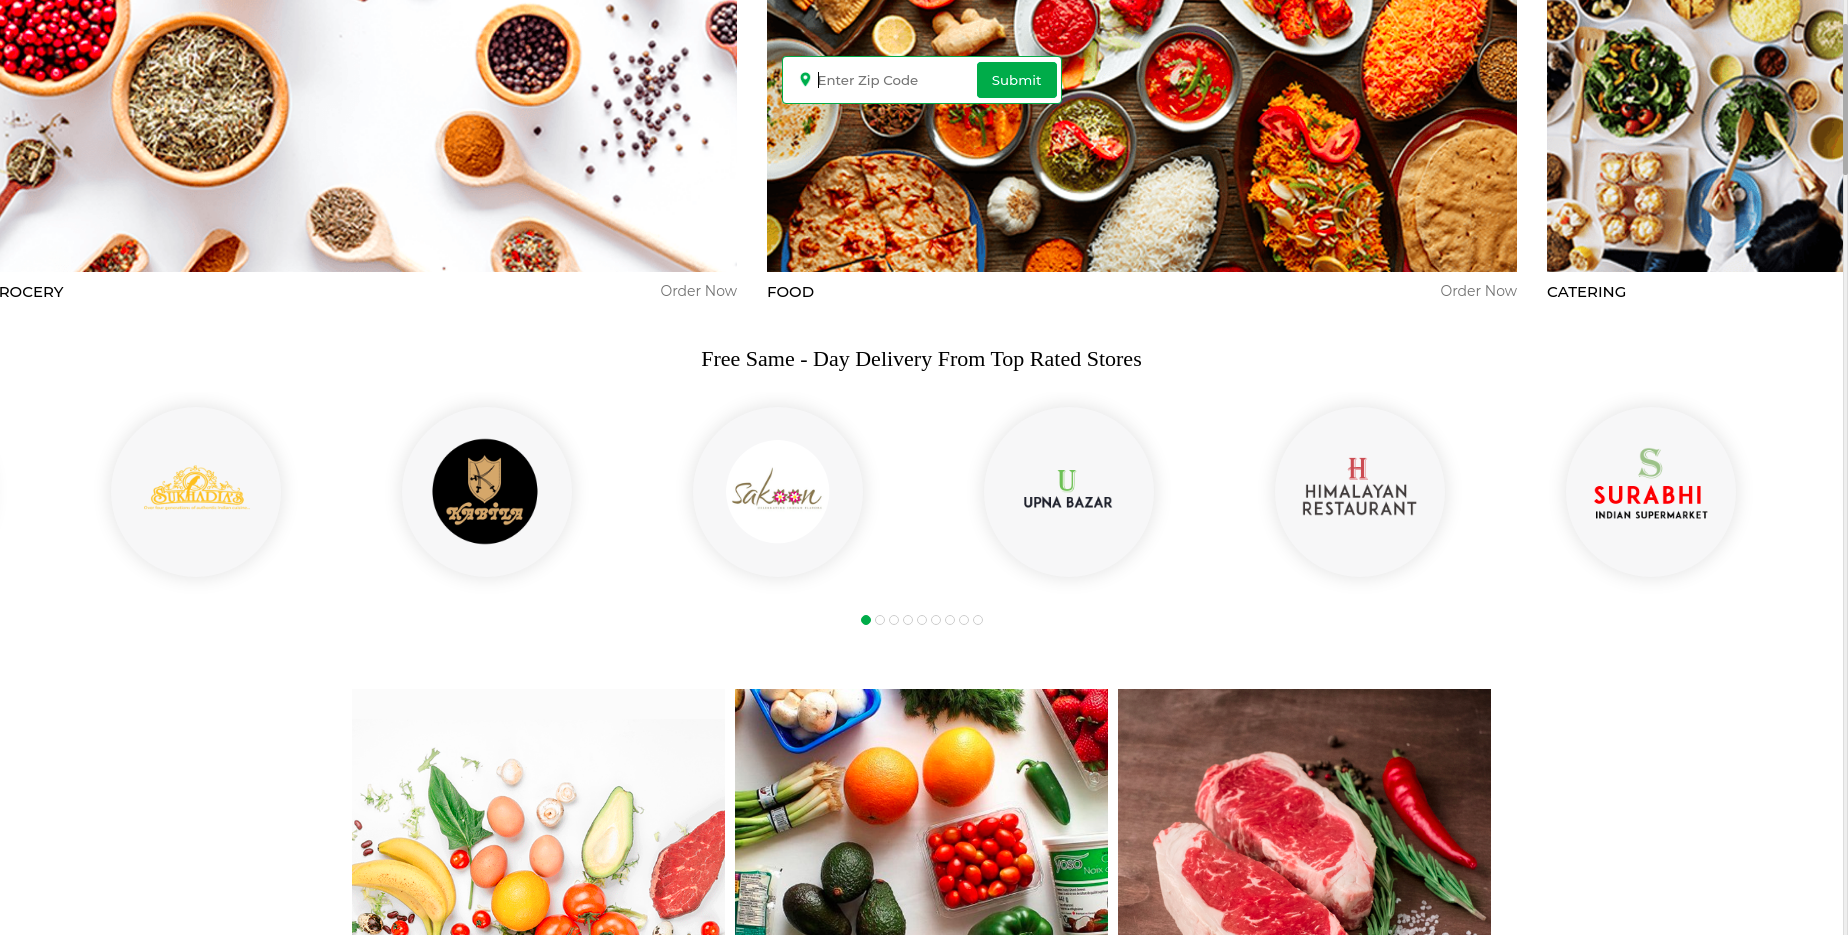 Enter Zip Code
Submit
ROCERY
Order Now
FOOD
Order Now
CATERING
Free Same - Day Delivery From Top Rated Stores
SUKHADIA'S
KABILA
sakoon
U
UPNA BAZAR
H
HIMALAYAN
RESTAURANT
S
SURABHI
INDIAN SUPERMARKET